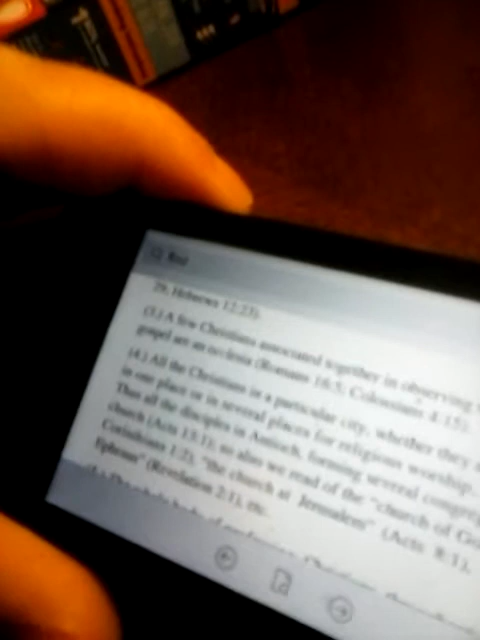 Find
29, Hebrews 12:23).
(3.) A few Christians associated together in observing
gospel are an ecclesia (Romans 16:5; Colossians 4:15).
(4.) All the Christians in a particular city, whether they
in one place or in several places for religious worship
Thus all the disciples in Antioch, forming several
church (Acts 13:1); so also we read of the "church of
Corinthians 1:2), "the church at Jerusalem" (Acts 8:1),
Ephesus" (Revelation 2:1), etc.